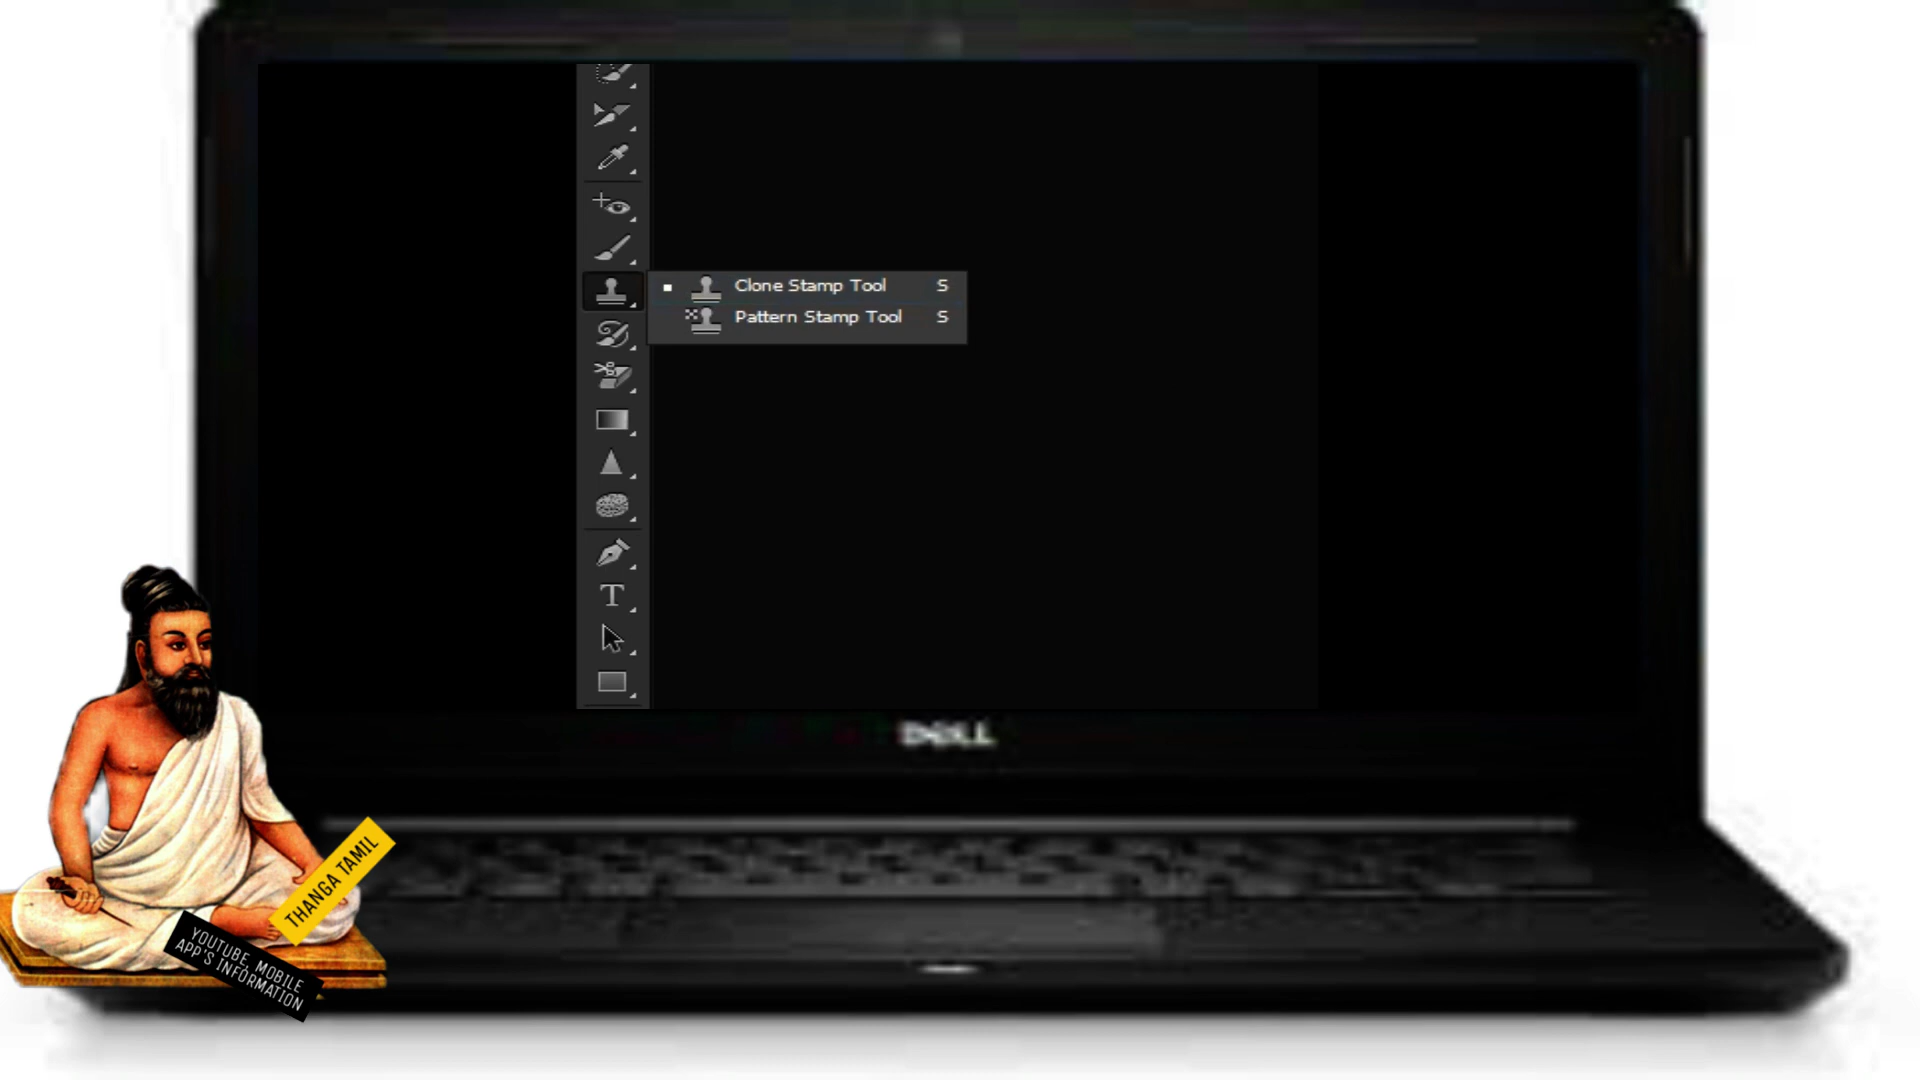 Clone Stamp Tool S
Pattern Stamp Tool S
DELL
THANGA TAMIL
YOUTUBE, MOBILE
APP'S INFORMATION